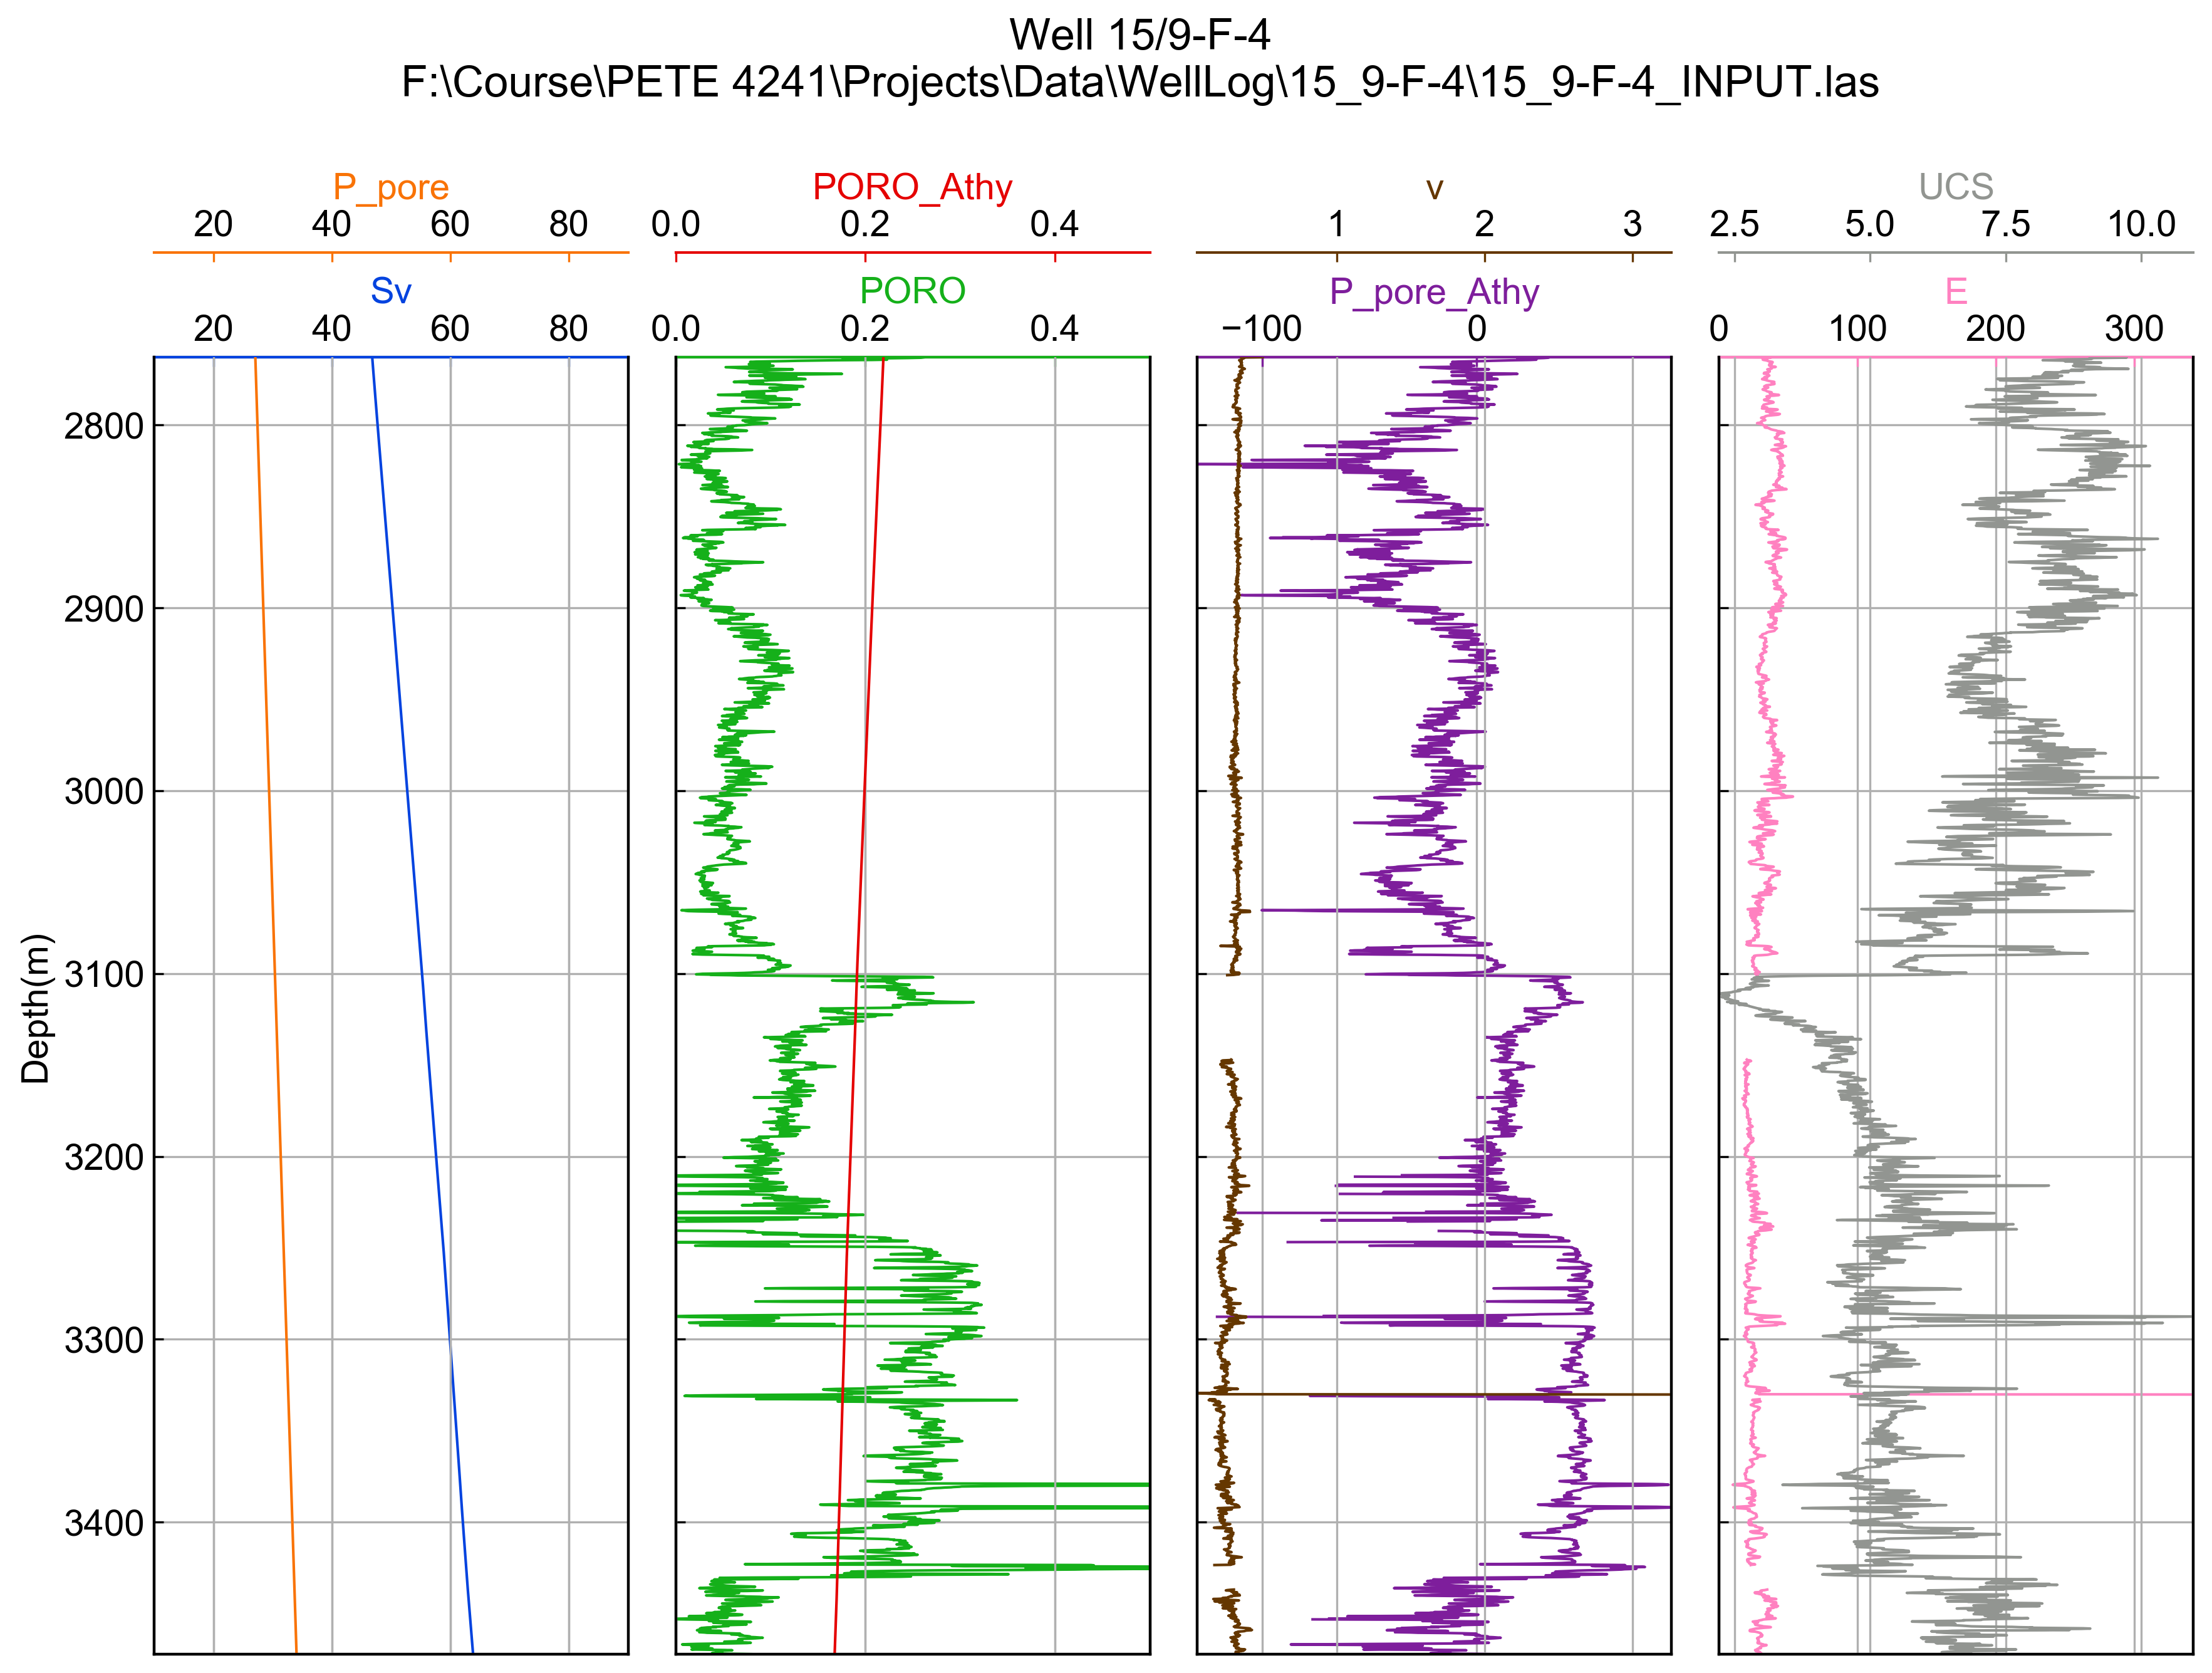 Well 15/9-F-4
F:\Course\PETE 4241\Projects\Data\WellLog\15_9-F-4\15_9-F-4_INPUT.las
P_pore
20 40 60 80
Sv
20 40 60 80
PORO_Athy
0.0 0.2 0.4
PORO
0.0 0.2 0.4
v
1 2 3
P_pore_Athy
−100 0
UCS
2.5 5.0 7.5 10.0
E
0 100 200 300
Depth(m)
2800
2900
3000
3100
3200
3300
3400